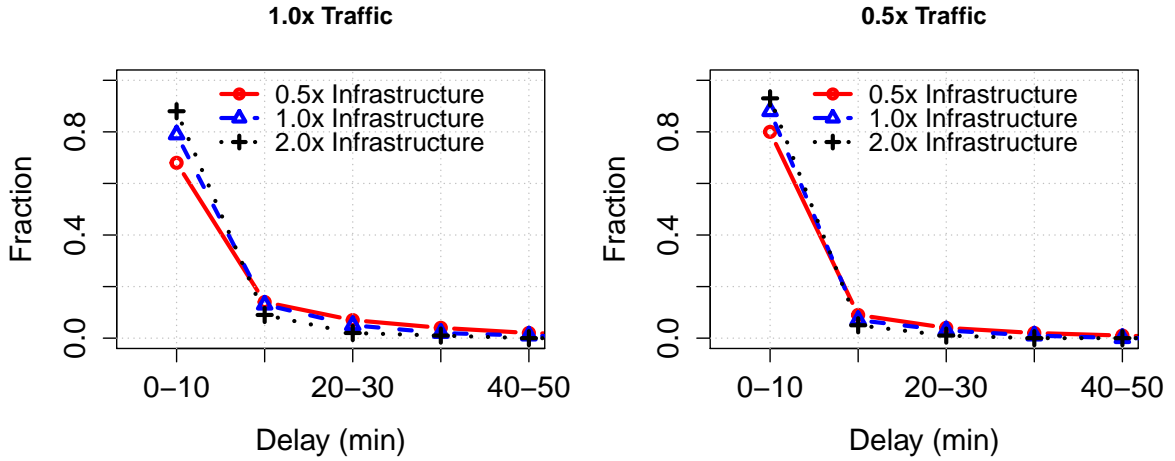 1.0x Traffic
0.5x Infrastructure
1.0x Infrastructure
2.0x Infrastructure
Fraction
0.8
0.4
0.0
0–10
20–30
40–50
Delay (min)
0.5x Traffic
0.5x Infrastructure
1.0x Infrastructure
2.0x Infrastructure
Fraction
0.8
0.4
0.0
0–10
20–30
40–50
Delay (min)